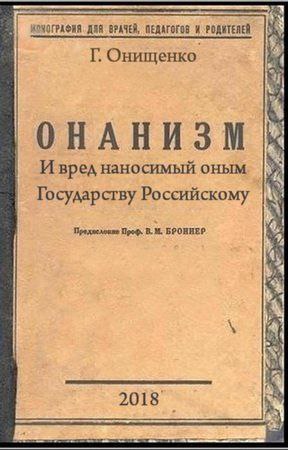 МОНОГРАФИЯ ДЛЯ ВРАЧЕЙ, ПЕДАГОГОВ И РОДИТЕЛЕЙ
Г. Онищенко
ОНАНИЗМ
И вред наносимый оным
Государству Российскому
Предисловие Проф. В. М. БРОННЕР
2018